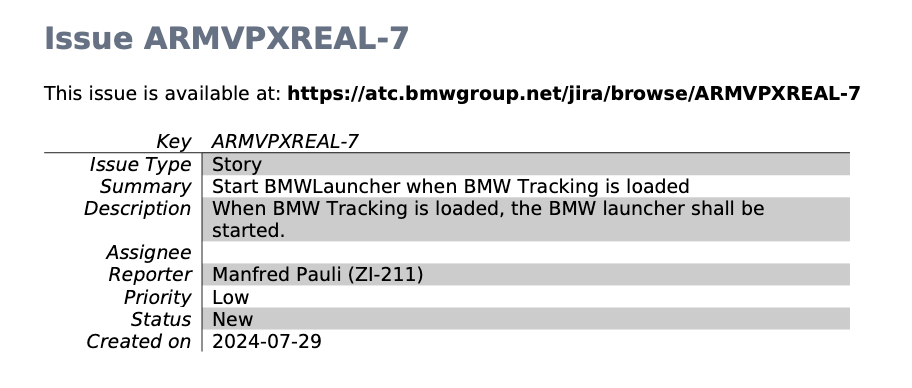 Issue ARMVPXREAL-7
This issue is available at: https://atc.bmwgroup.net/jira/browse/ARMVPXREAL-7
Key ARMVPXREAL-7
Issue Type Story
Summary Start BMWLauncher when BMW Tracking is loaded
Description When BMW Tracking is loaded, the BMW launcher shall be
started.
Assignee
Reporter Manfred Pauli (ZI-211)
Priority Low
Status New
Created on 2024-07-29